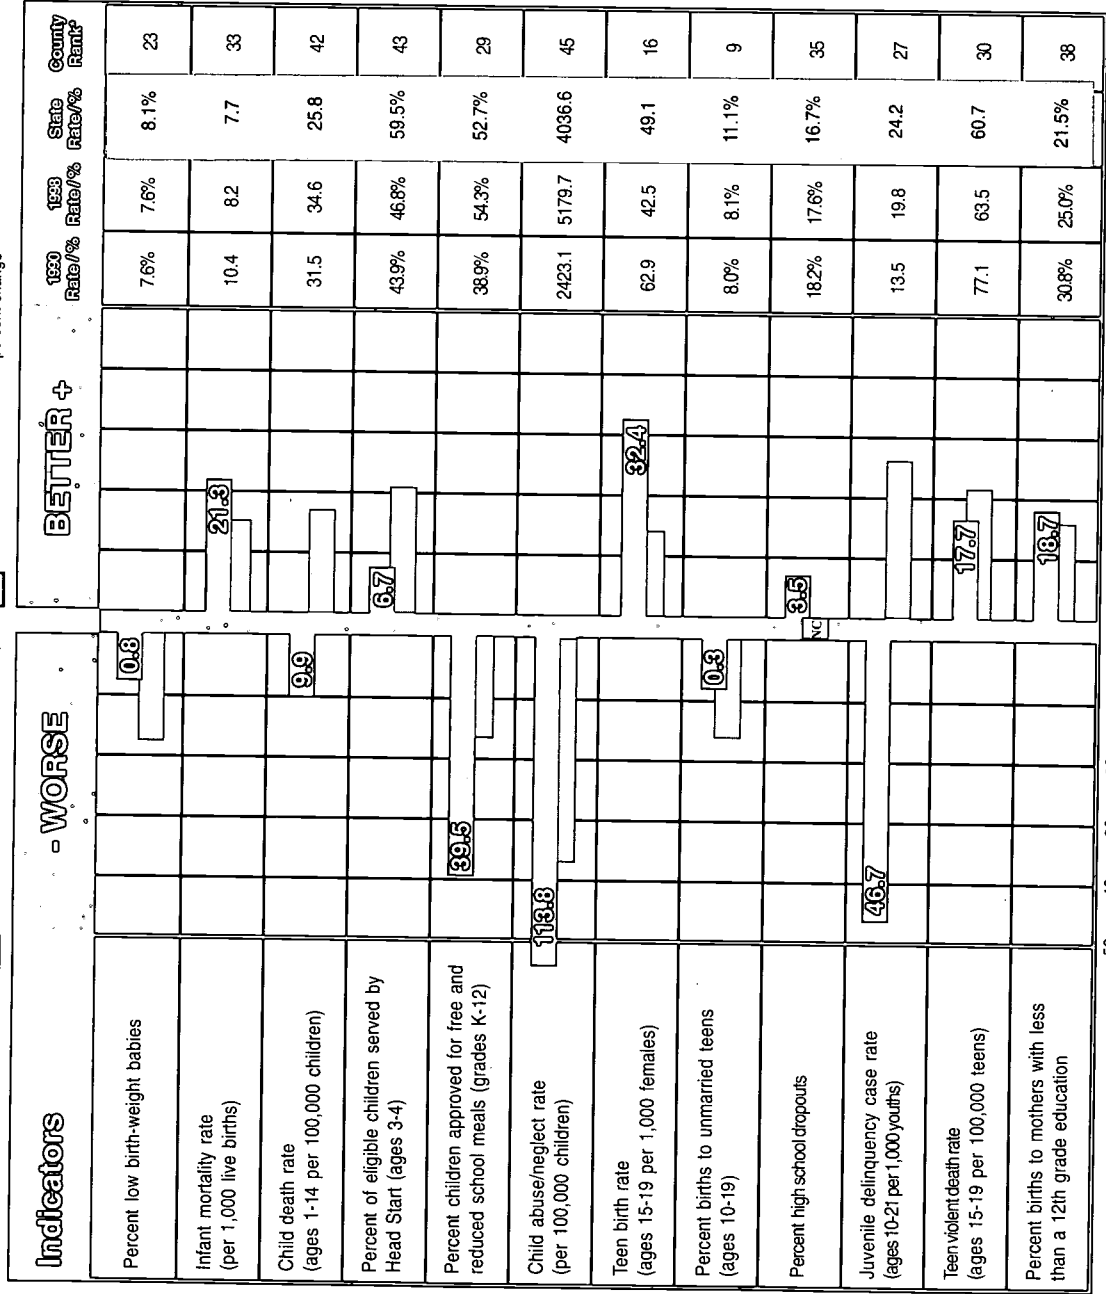 Indicators - WORSE BETTER + 1990 Rate/% 1998 Rate/% State Rate/% County Rank³
Percent low birth-weight babies 0.8 7.6% 7.6% 8.1% 23
Infant mortality rate
(per 1,000 live births) 21.3 10.4 8.2 7.7 33
Child death rate
(ages 1-14 per 100,000 children) 9.9 31.5 34.6 25.8 42
Percent of eligible children served by
Head Start (ages 3-4) 6.7 43.9% 46.8% 59.5% 43
Percent children approved for free and
reduced school meals (grades K-12) 39.5 38.9% 54.3% 52.7% 29
Child abuse/neglect rate
(per 100,000 children) 113.8 2423.1 5179.7 4036.6 45
Teen birth rate
(ages 15-19 per 1,000 females) 32.4 62.9 42.5 49.1 16
Percent births to unmarried teens
(ages 10-19) 0.3 8.0% 8.1% 11.1% 9
Percent high school dropouts NC 3.5 18.2% 17.6% 16.7% 35
Juvenile delinquency case rate
(ages 10-21 per 1,000 youths) 46.7 13.5 19.8 24.2 27
Teen violent death rate
(ages 15-19 per 100,000 teens) 17.7 77.1 63.5 60.7 30
Percent births to mothers with less
than a 12th grade education 18.7 30.8% 25.0% 21.5% 38